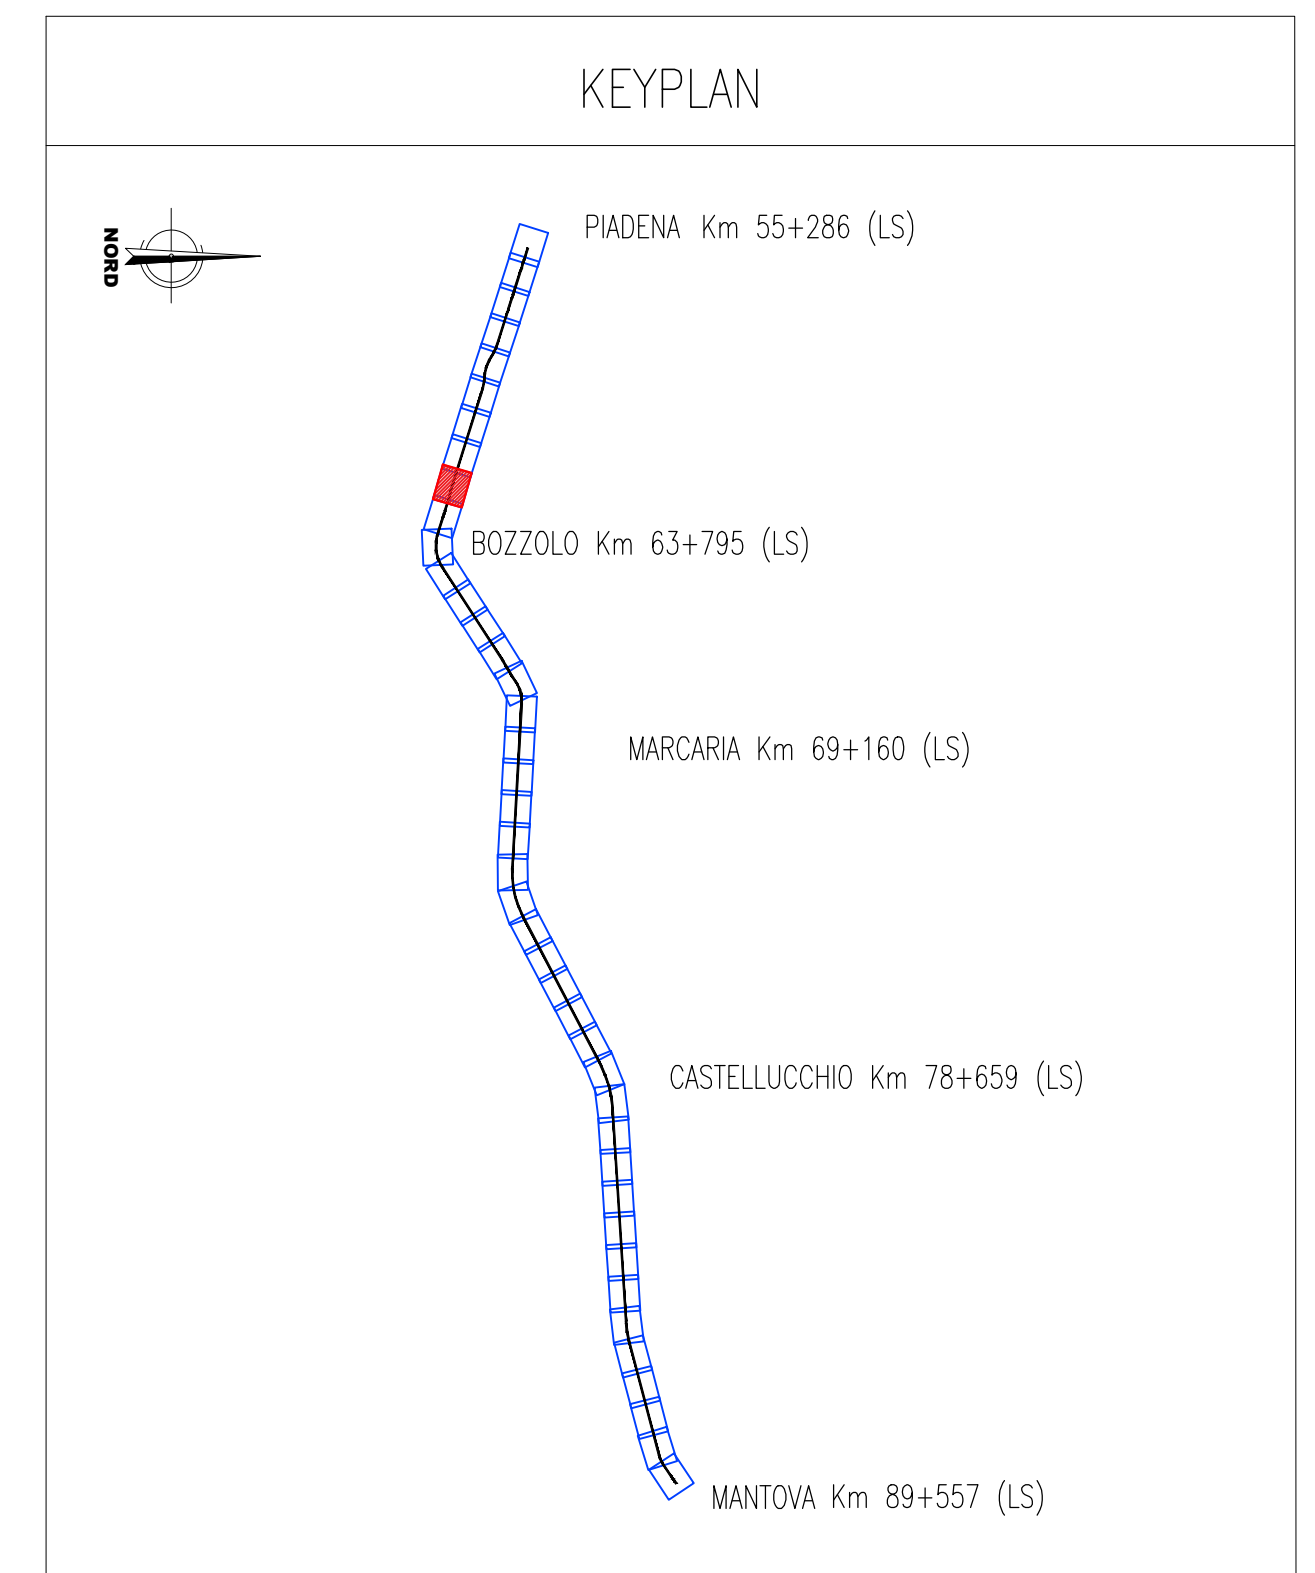 KEYPLAN
NORD
PIADENA Km 55+286 (LS)
BOZZOLO Km 63+795 (LS)
MARCARIA Km 69+160 (LS)
CASTELLUCCHIO Km 78+659 (LS)
MANTOVA Km 89+557 (LS)